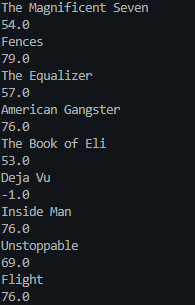 The Magnificent Seven
54.0
Fences
79.0
The Equalizer
57.0
American Gangster
76.0
The Book of Eli
53.0
Deja Vu
-1.0
Inside Man
76.0
Unstoppable
69.0
Flight
76.0